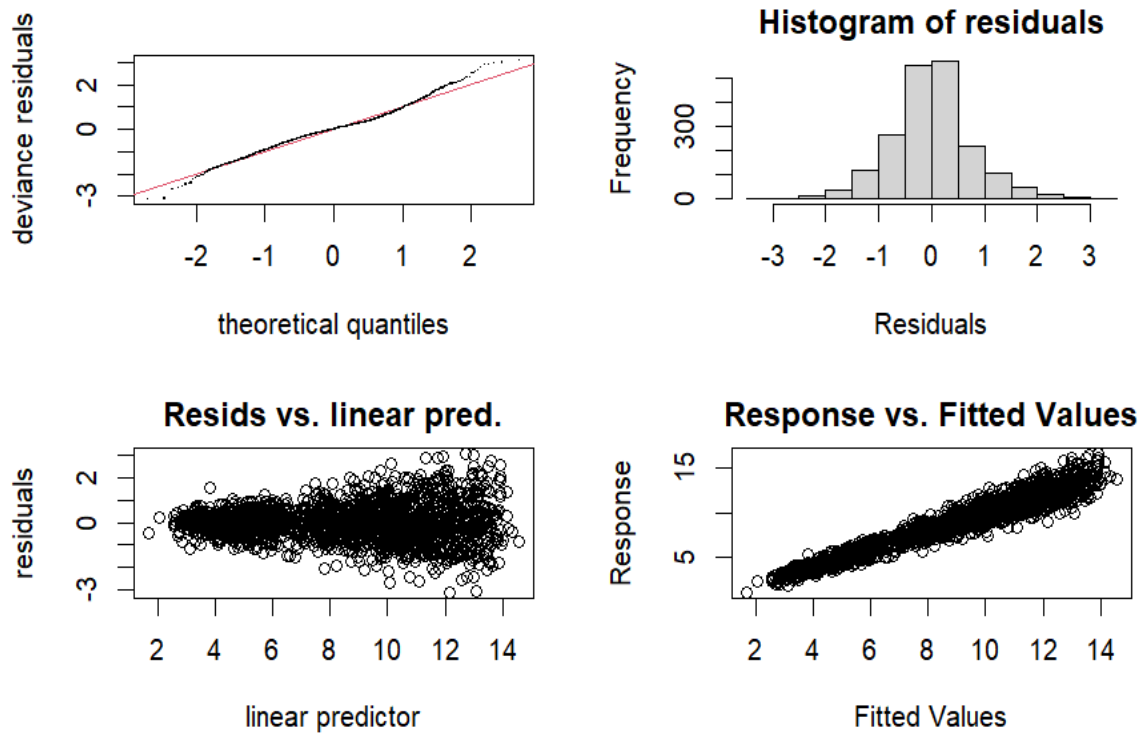 deviance residuals
2
0
-3
-2 -1 0 1 2
theoretical quantiles
Histogram of residuals
Frequency
300
0
-3 -2 -1 0 1 2 3
Residuals
Resids vs. linear pred.
residuals
2
0
-3
2 4 6 8 10 12 14
linear predictor
Response vs. Fitted Values
Response
15
5
2 4 6 8 10 12 14
Fitted Values